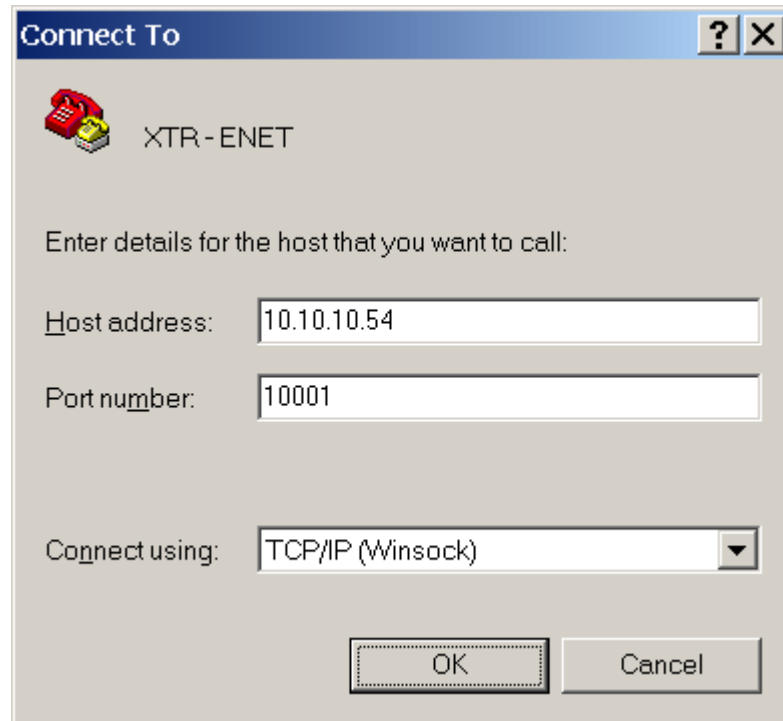 Connect To
XTR-ENET
Enter details for the host that you want to call:
Host address: 10.10.10.54
Port number: 10001
Connect using: TCP/IP (Winsock)
OK Cancel